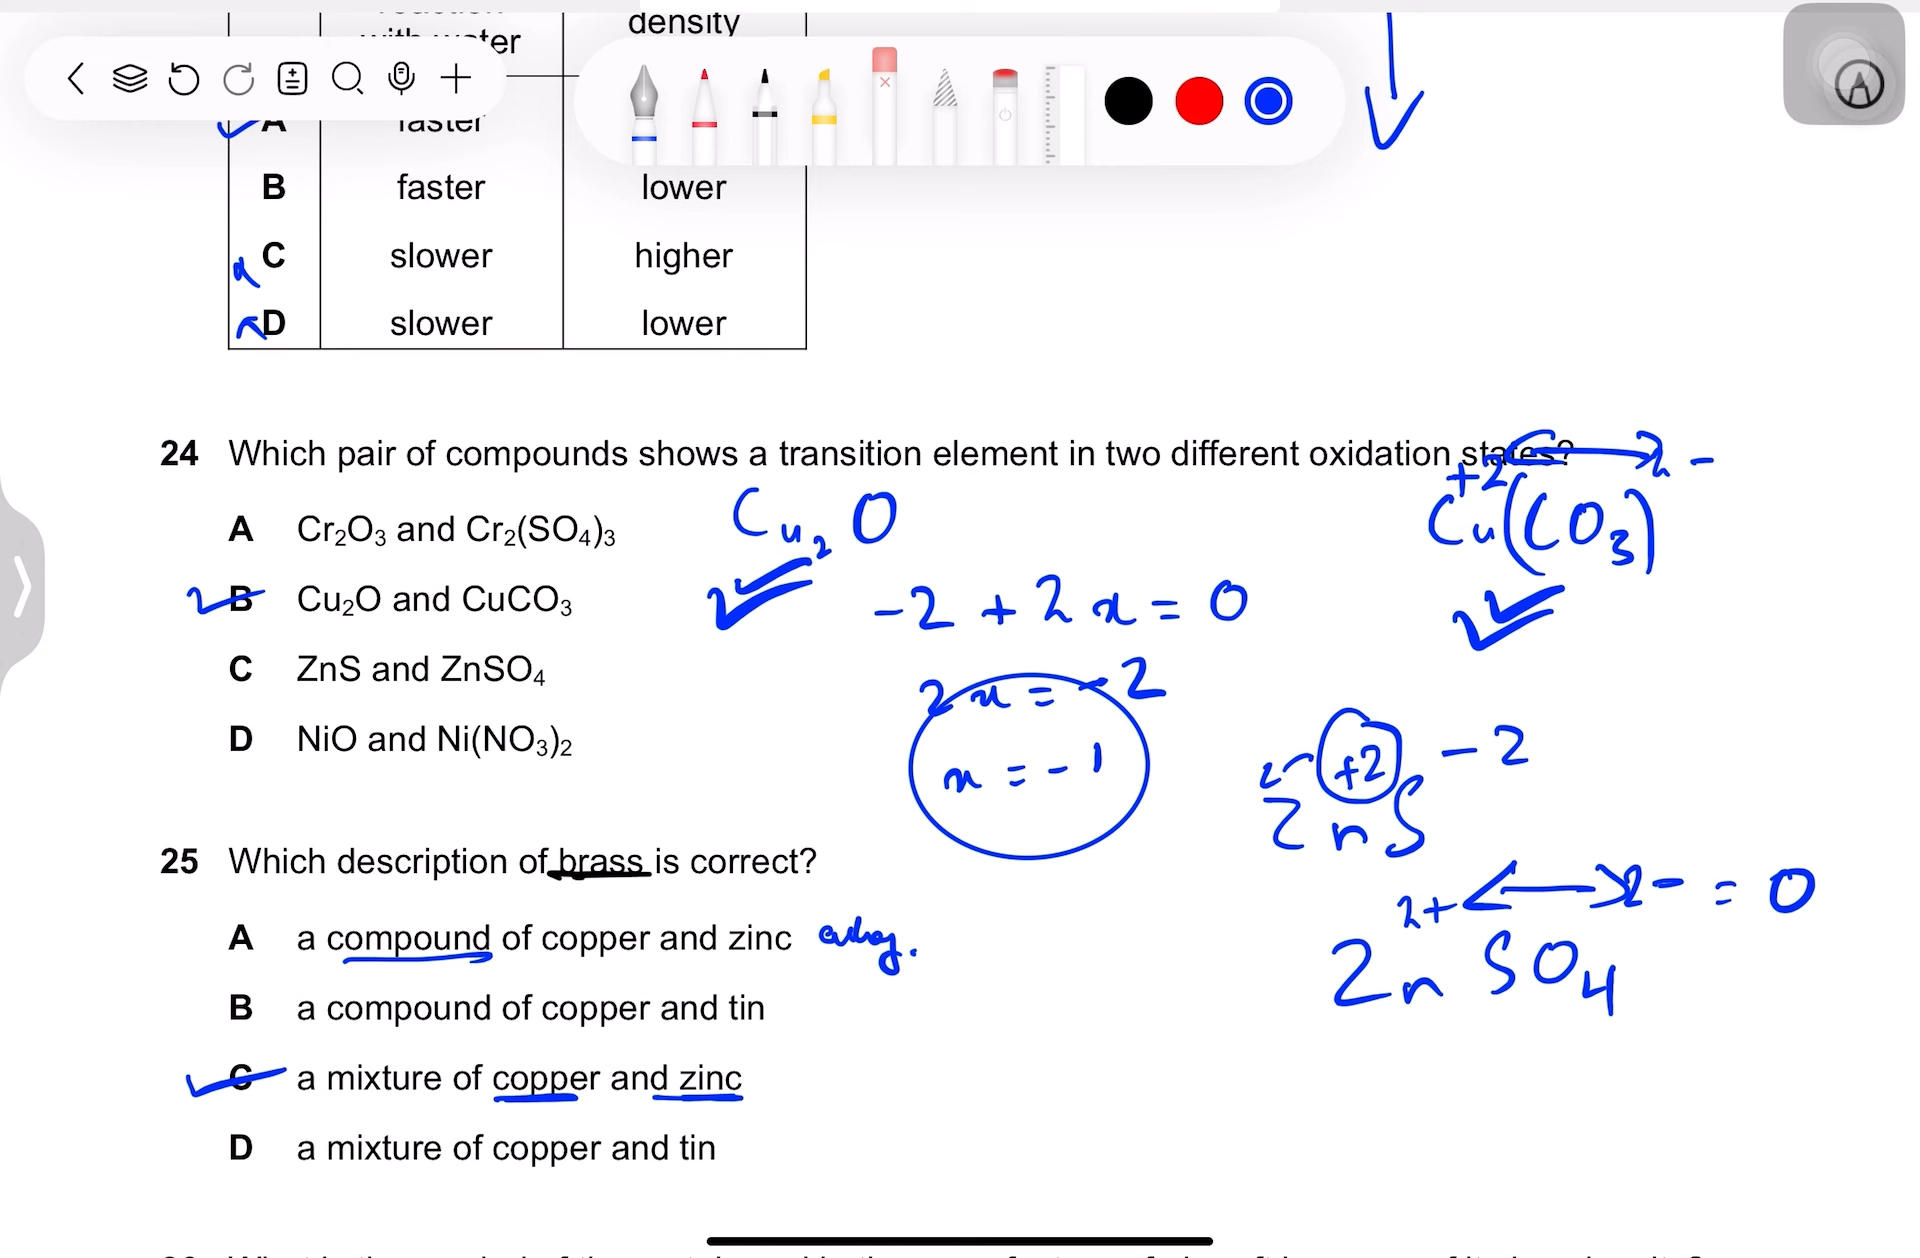 density
faster
B faster lower
C slower higher
D slower lower
24 Which pair of compounds shows a transition element in two different oxidation states?
A Cr₂O₃ and Cr₂(SO₄)₃
B Cu₂O and CuCO₃
C ZnS and ZnSO₄
D NiO and Ni(NO₃)₂
Cu₂O
-2 + 2x = 0
2x = -2
x = -1
+2 2-
Cu(CO₃)
+2 -2
ZnS
2+ 2- = 0
ZnSO₄
25 Which description of brass is correct?
A a compound of copper and zinc
B a compound of copper and tin
C a mixture of copper and zinc
D a mixture of copper and tin